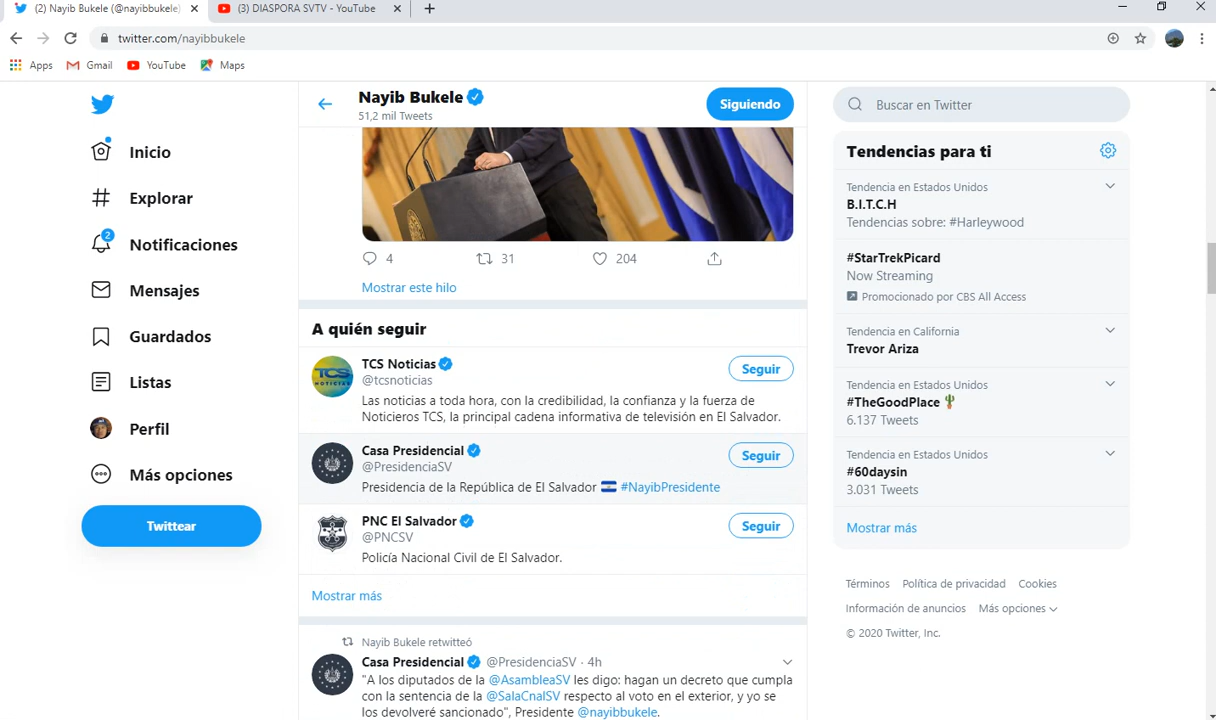 (2) Nayib Bukele (@nayibbukele)
(3) DIASPORA SVTV - YouTube
twitter.com/nayibbukele
Apps
Gmail
YouTube
Maps
Inicio
Explorar
2
Notificaciones
Mensajes
Guardados
Listas
Perfil
Más opciones
Twittear
Nayib Bukele
51,2 mil Tweets
Siguiendo
4
31
204
Mostrar este hilo
A quién seguir
TCS NOTICIAS
TCS Noticias
@tcsnoticias
Seguir
Las noticias a toda hora, con la credibilidad, la confianza y la fuerza de
Noticieros TCS, la principal cadena informativa de televisión en El Salvador.
Casa Presidencial
@PresidenciaSV
Seguir
Presidencia de la República de El Salvador 🇸🇻 #NayibPresidente
PNC El Salvador
@PNCSV
Seguir
Policía Nacional Civil de El Salvador.
Mostrar más
Nayib Bukele retwitteó
Casa Presidencial @PresidenciaSV · 4h
"A los diputados de la @AsambleaSV les digo: hagan un decreto que cumpla
con la sentencia de la @SalaCnalSV respecto al voto en el exterior, y yo se
los devolveré sancionado", Presidente @nayibbukele.
Buscar en Twitter
Tendencias para ti
Tendencia en Estados Unidos
B.I.T.C.H
Tendencias sobre: #Harleywood
#StarTrekPicard
Now Streaming
Promocionado por CBS All Access
Tendencia en California
Trevor Ariza
Tendencia en Estados Unidos
#TheGoodPlace
6.137 Tweets
Tendencia en Estados Unidos
#60daysin
3.031 Tweets
Mostrar más
Términos Política de privacidad Cookies
Información de anuncios Más opciones
© 2020 Twitter, Inc.